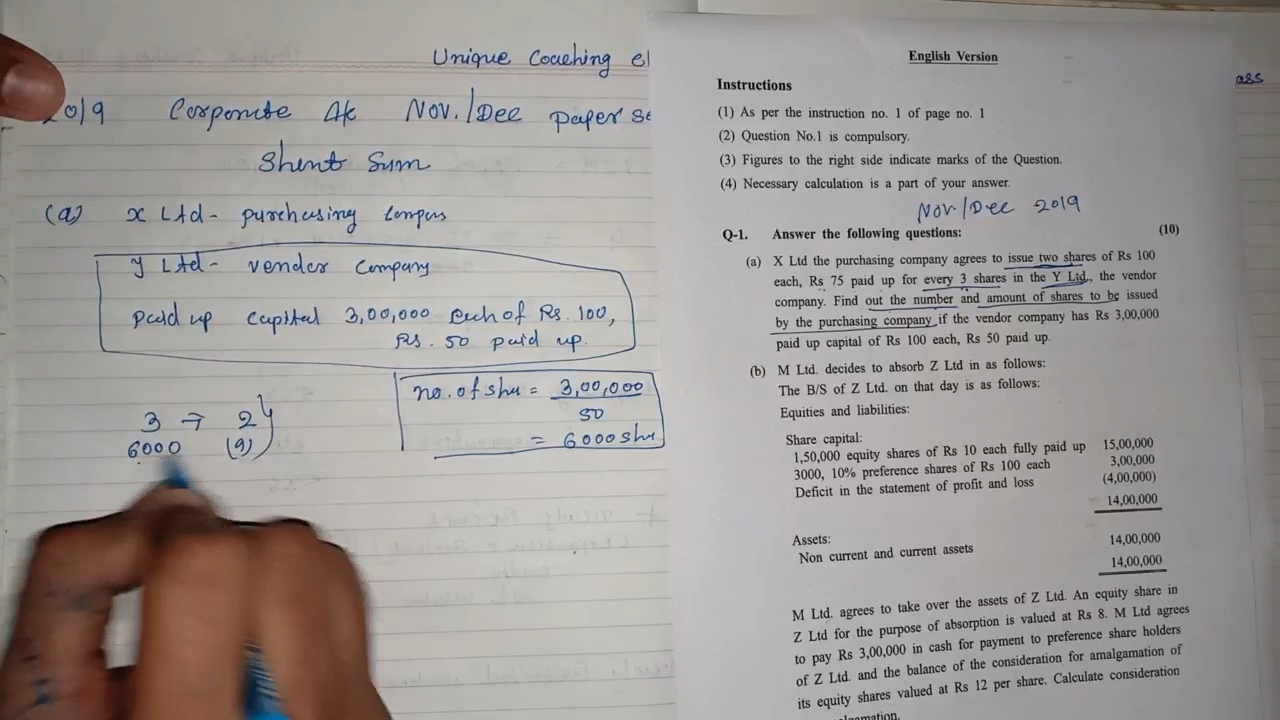 Unique Coaching cl
2019 Corporate A/c Nov./Dec paper so
Short Sum
(a) X Ltd - purchasing
Y Ltd - vender company
paid up capital 3,00,000 each of Rs. 100,
Rs. 50 paid up.
no. of shu = 3,00,000
50
= 6000 shu
3 → 2
6000 (9)
ass
English Version
Instructions
(1) As per the instruction no. 1 of page no. 1
(2) Question No.1 is compulsory.
(3) Figures to the right side indicate marks of the Question.
(4) Necessary calculation is a part of your answer.
Nov./Dec 2019
Q-1. Answer the following questions: (10)
(a) X Ltd the purchasing company agrees to issue two shares of Rs 100
each, Rs 75 paid up for every 3 shares in the Y Ltd., the vendor
company. Find out the number and amount of shares to be issued
by the purchasing company if the vendor company has Rs 3,00,000
paid up capital of Rs 100 each, Rs 50 paid up.
(b) M Ltd. decides to absorb Z Ltd in as follows:
The B/S of Z Ltd. on that day is as follows:
Equities and liabilities:
Share capital:
1,50,000 equity shares of Rs 10 each fully paid up 15,00,000
3000, 10% preference shares of Rs 100 each 3,00,000
Deficit in the statement of profit and loss (4,00,000)
14,00,000
Assets: 14,00,000
Non current and current assets 14,00,000
M Ltd. agrees to take over the assets of Z Ltd. An equity share in
Z Ltd for the purpose of absorption is valued at Rs 8. M Ltd agrees
to pay Rs 3,00,000 in cash for payment to preference share holders
of Z Ltd. and the balance of the consideration for amalgamation of
its equity shares valued at Rs 12 per share. Calculate consideration